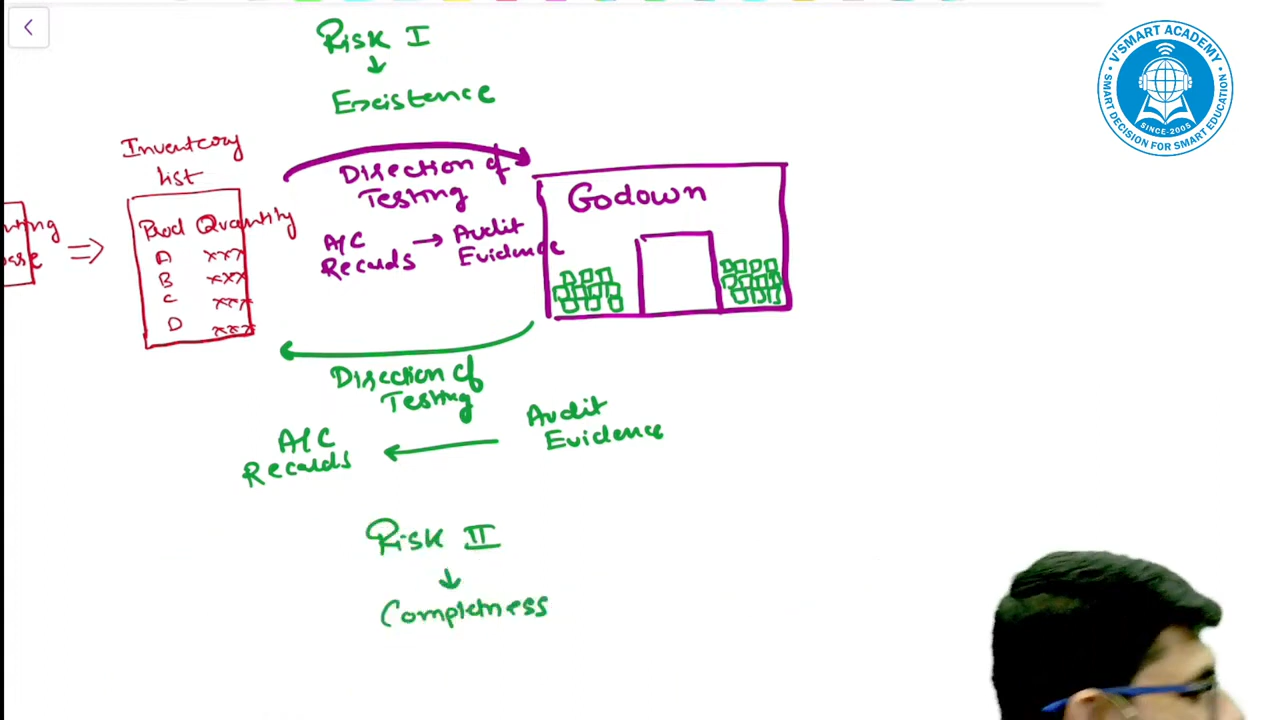 Risk I
Existence
Inventory
list
Prod Quantity
A xxx
B xxx
C xxx
D xxx
Direction of
Testing
A/C
Records
Audit
Evidence
Godown
Direction of
Testing
A/C
Records
Audit
Evidence
Risk II
Completness
V'SMART ACADEMY
SINCE-2005
SMART DECISION FOR SMART EDUCATION